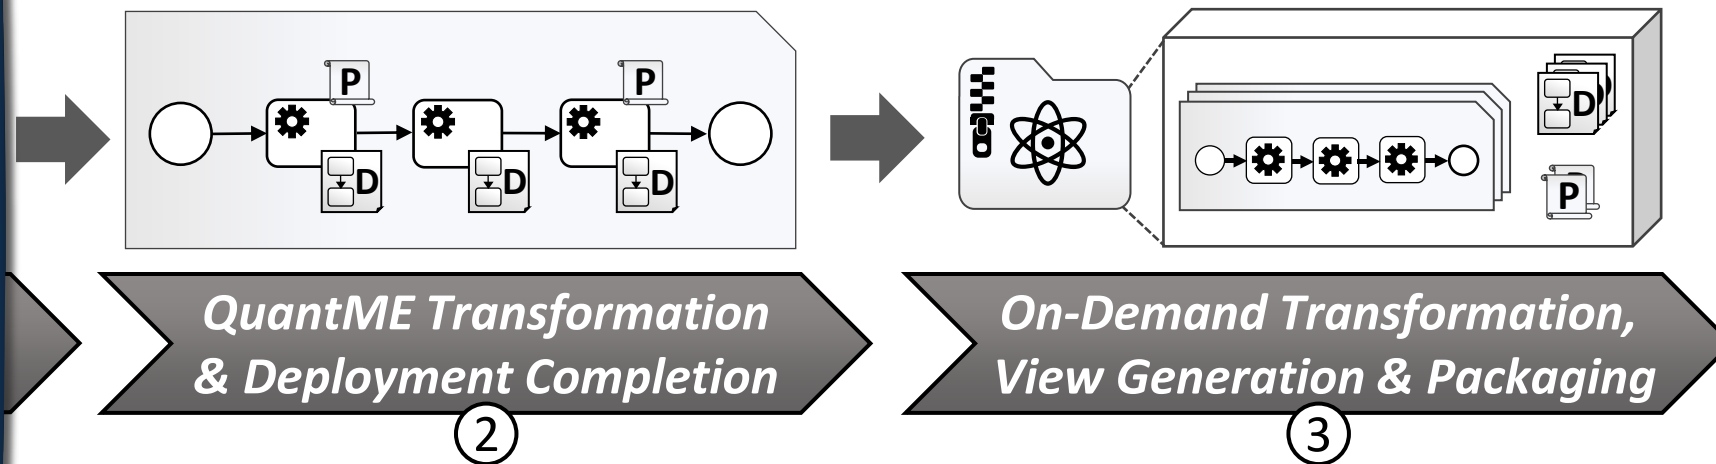 P
P
D
D
D
D
P
QuantME Transformation
& Deployment Completion
2
On-Demand Transformation,
View Generation & Packaging
3